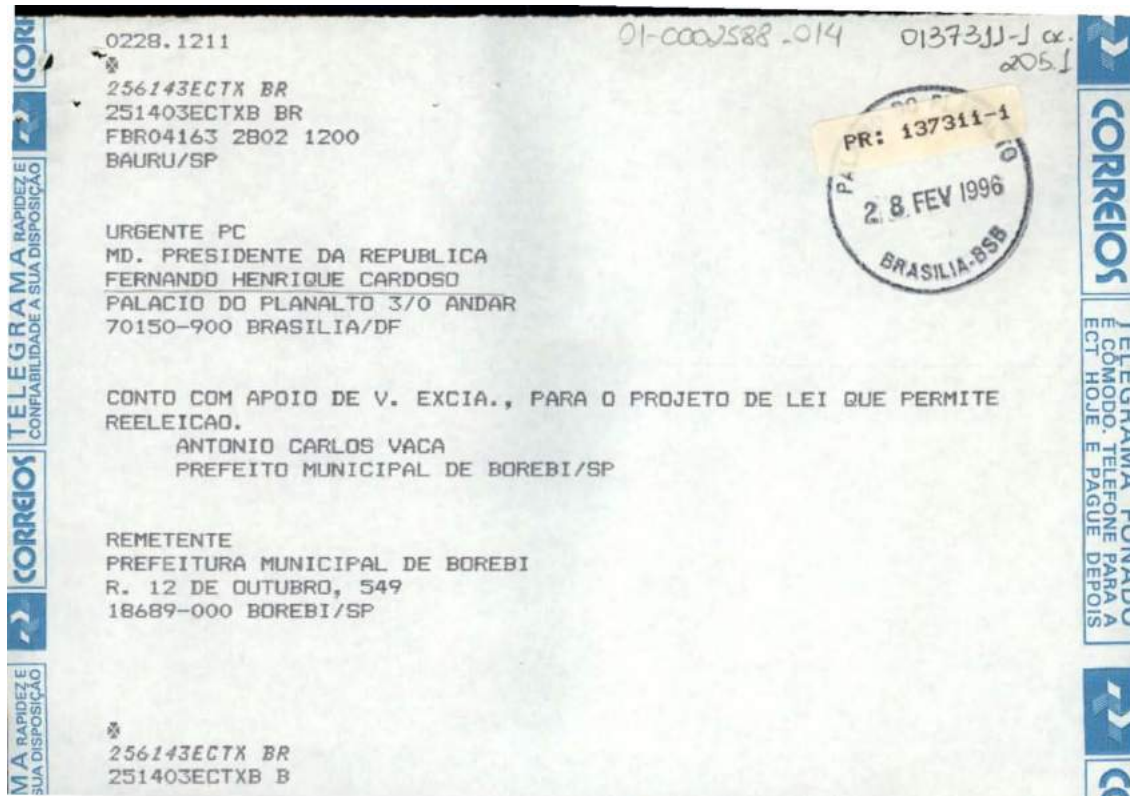 01-0002588-014
0137311-1 cx.
205.1
0228.1211
256143ECTX BR
251403ECTXB BR
FBR04163 2802 1200
BAURU/SP
PR: 137311-1
28 FEV 1996
BRASILIA-BSB
URGENTE PC
MD. PRESIDENTE DA REPUBLICA
FERNANDO HENRIQUE CARDOSO
PALACIO DO PLANALTO 3/O ANDAR
70150-900 BRASILIA/DF
CONTO COM APOIO DE V. EXCIA., PARA O PROJETO DE LEI QUE PERMITE
REELEICAO.
ANTONIO CARLOS VACA
PREFEITO MUNICIPAL DE BOREBI/SP
REMETENTE
PREFEITURA MUNICIPAL DE BOREBI
R. 12 DE OUTUBRO, 549
18689-000 BOREBI/SP
256143ECTX BR
251403ECTXB B
CORREIOS
TELEGRAMA RAPIDEZ E
CONFIABILIDADE A SUA DISPOSIÇÃO
CORREIOS
MA RAPIDEZ E
SUA DISPOSIÇÃO
CORREIOS
TELEGRAMA FONADO
É CÔMODO. TELEFONE PARA A
ECT HOJE E PAGUE DEPOIS